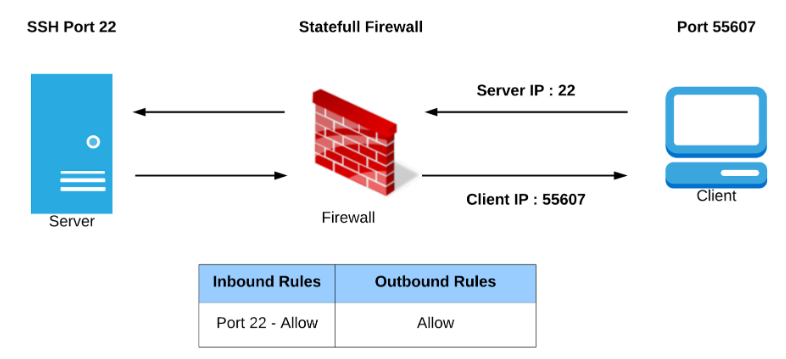 SSH Port 22
Statefull Firewall
Port 55607
Server IP : 22
Client IP : 55607
Server
Firewall
Client
Inbound Rules
Outbound Rules
Port 22 - Allow
Allow